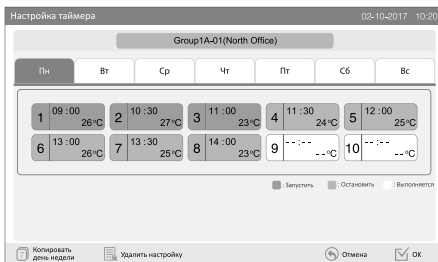 Настройка таймера 02-10-2017 10:20
Group1A-01(North Office)
Пн Вт Ср Чт Пт Сб Вс
1 09:00 26°C 2 10:30 27°C 3 11:00 23°C 4 11:30 24°C 5 12:00 25°C
6 13:00 26°C 7 13:30 25°C 8 14:00 23°C 9 --:-- --°C 10 --:-- --°C
: Запустить : Остановить : Выполняется
7 Копировать день недели Удалить настройку Отмена ОК